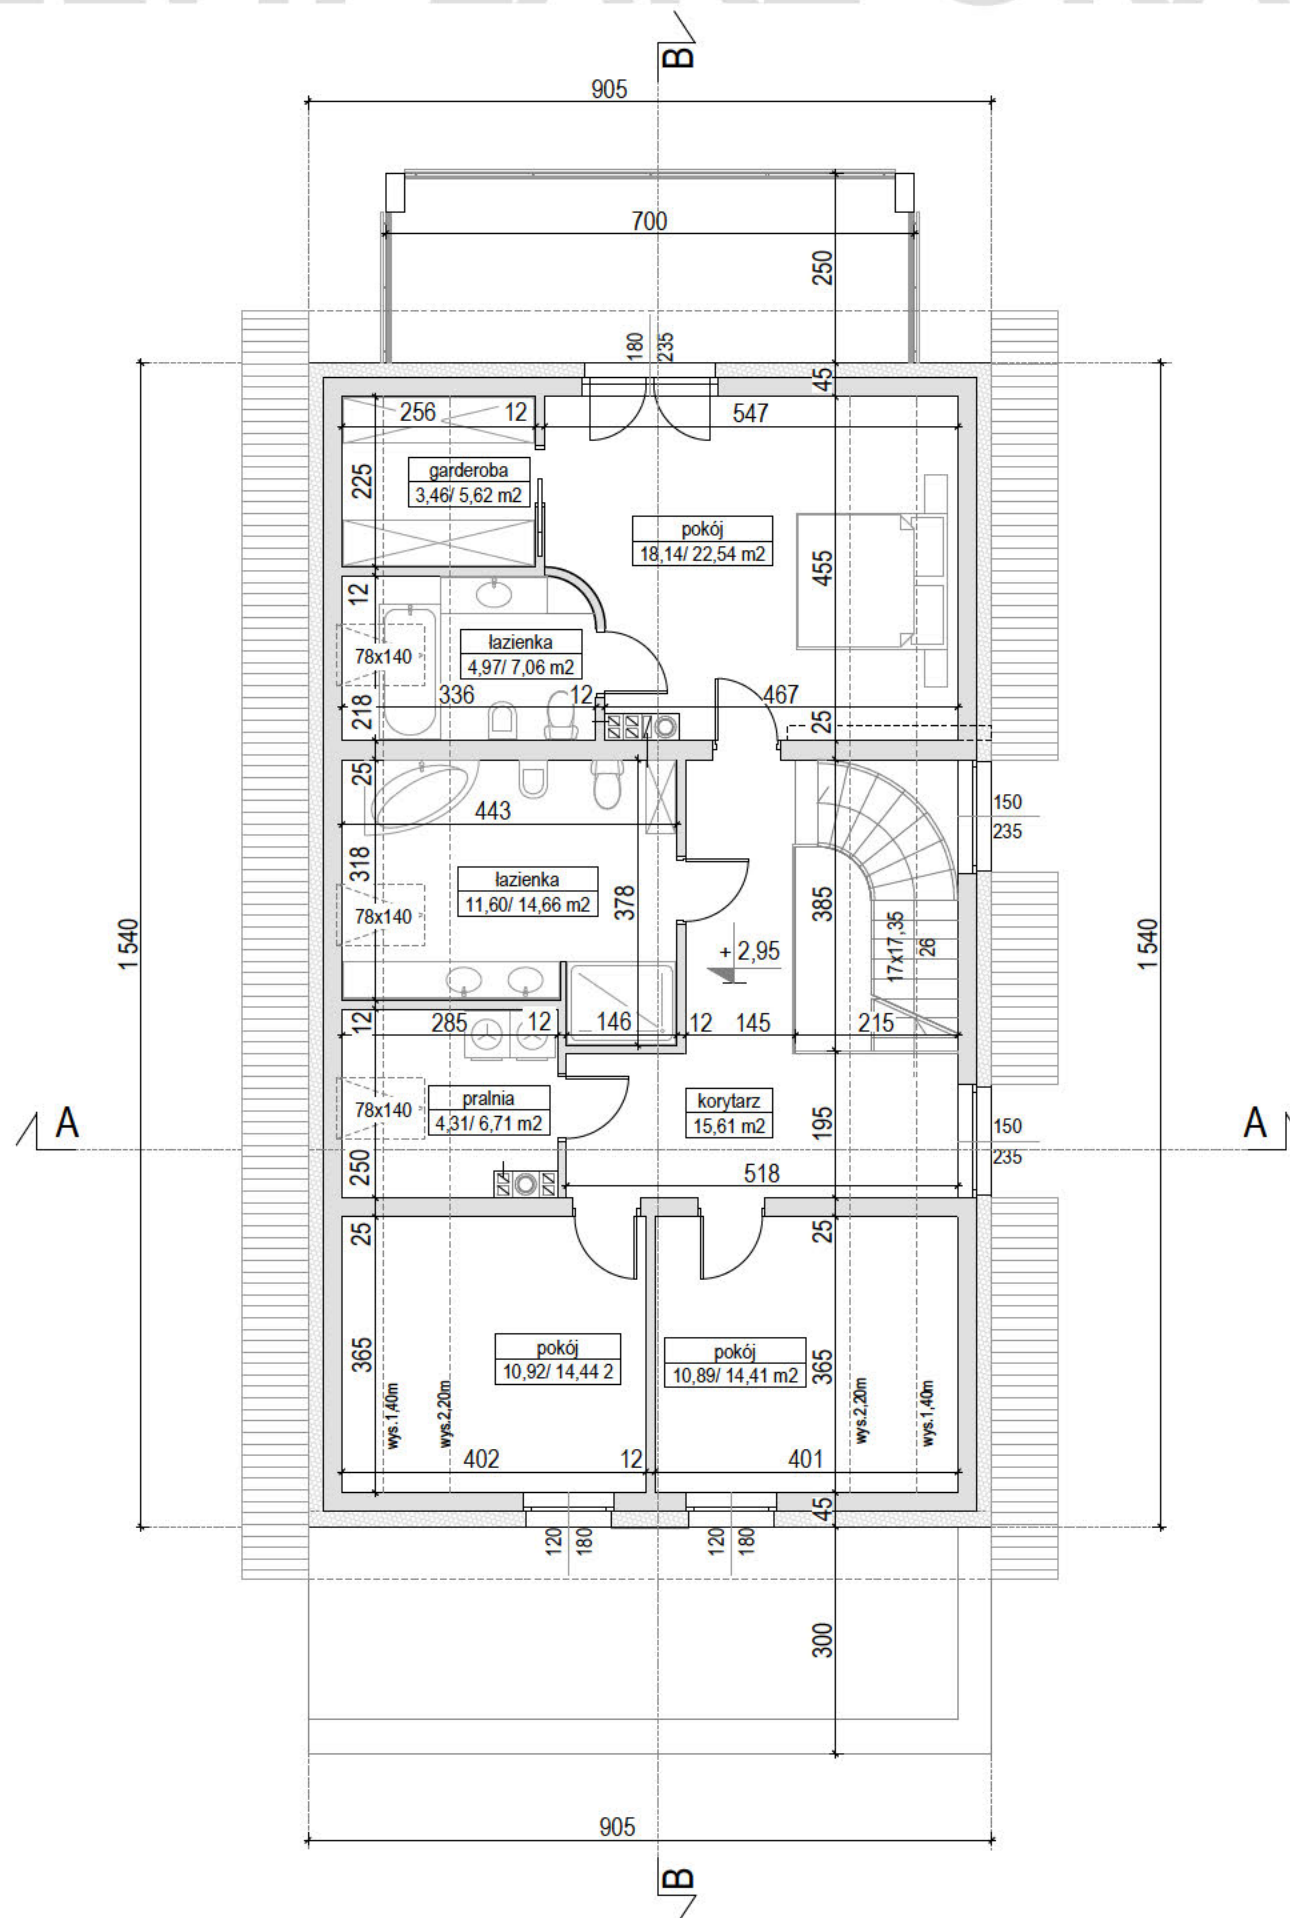 B
905
700
250
180
235
45
256
12
547
225
garderoba
3,46/ 5,62 m2
pokój
18,14/ 22,54 m2
455
12
łazienka
4,97/ 7,06 m2
78x140
218
336
12
467
25
25
443
150
235
318
łazienka
11,60/ 14,66 m2
78x140
378
385
17x17,35
26
+ 2,95
1 540
1 540
12
285
12
146
12
145
215
78x140
pralnia
4,31/ 6,71 m2
korytarz
15,61 m2
195
150
235
A
A
250
518
25
25
365
pokój
10,92/ 14,44 2
pokój
10,89/ 14,41 m2
365
wys.1,40m
wys.2,20m
wys.2,20m
wys.1,40m
402
12
401
45
120
180
120
180
300
905
B